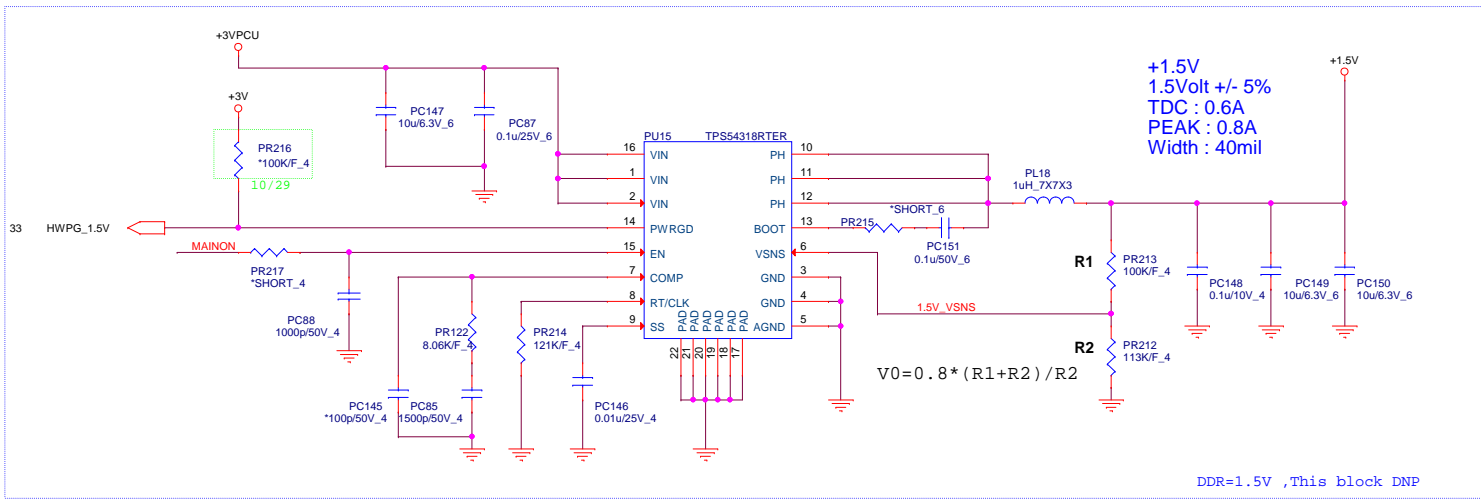 +3VPCU
+3V
PR216
*100K/F_4
10/29
PC147
10u/6.3V_6
PC87
0.1u/25V_6
+1.5V
1.5Volt +/- 5%
TDC : 0.6A
PEAK : 0.8A
Width : 40mil
+1.5V
PU15
TPS54318RTER
16
VIN
1
VIN
2
VIN
14
PWRGD
15
EN
7
COMP
8
RT/CLK
9
SS
PH
10
PH
11
PH
12
BOOT
13
VSNS
6
GND
3
GND
4
AGND
5
PAD
PAD
PAD
PAD
PAD
PAD
22
21
20
19
18
17
33
HWPG_1.5V
MAINON
PR217
*SHORT_4
PC88
1000p/50V_4
PR122
8.06K/F_4
PR214
121K/F_4
PC145
*100p/50V_4
PC85
1500p/50V_4
PC146
0.01u/25V_4
PR215
*SHORT_6
PC151
0.1u/50V_6
PL18
1uH_7X7X3
R1
PR213
100K/F_4
1.5V_VSNS
R2
PR212
113K/F_4
V0=0.8*(R1+R2)/R2
PC148
0.1u/10V_4
PC149
10u/6.3V_6
PC150
10u/6.3V_6
DDR=1.5V ,This block DNP